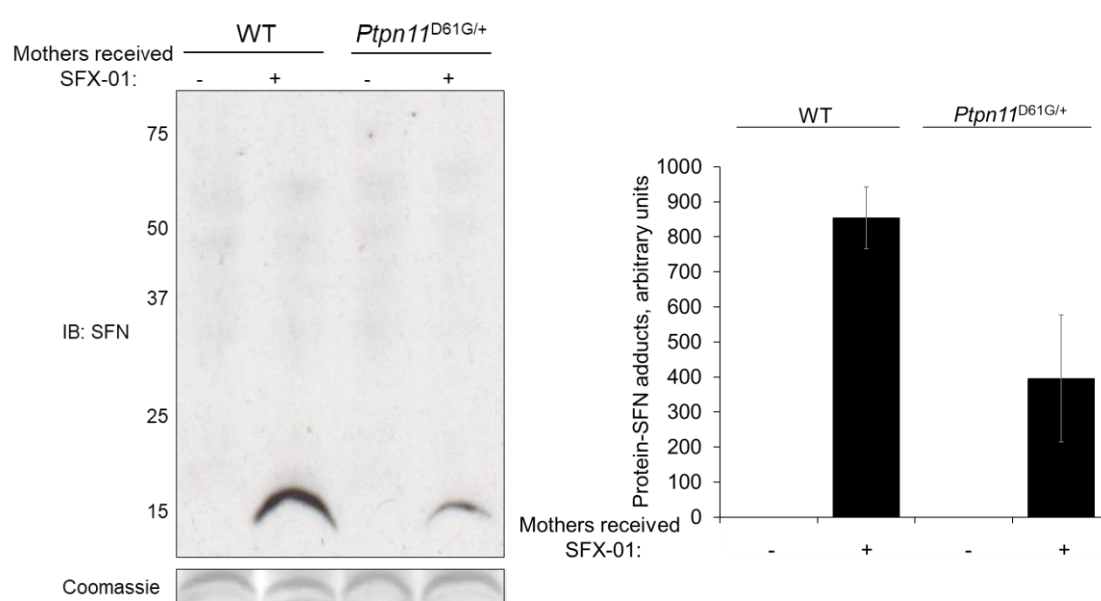 WT Ptpn11D61G/+
Mothers received
SFX-01: - + - +
75
50
37
IB: SFN
25
15
Coomassie
WT Ptpn11D61G/+
Protein-SFN adducts, arbitrary units
1000
900
800
700
600
500
400
300
200
100
0
Mothers received
SFX-01: - + - +